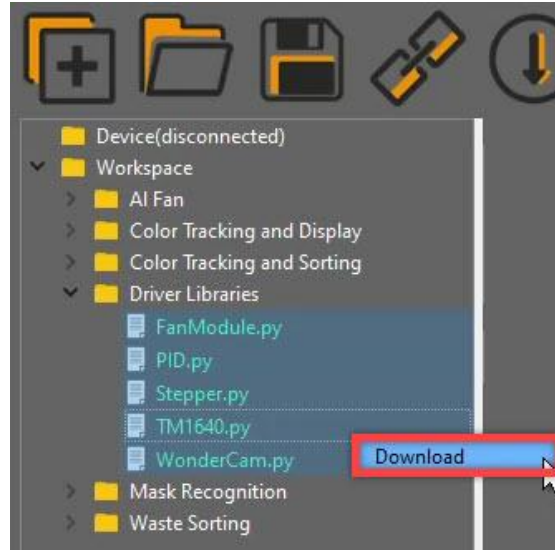 Device(disconnected)
Workspace
AI Fan
Color Tracking and Display
Color Tracking and Sorting
Driver Libraries
FanModule.py
PID.py
Stepper.py
TM1640.py
WonderCam.py
Download
Mask Recognition
Waste Sorting